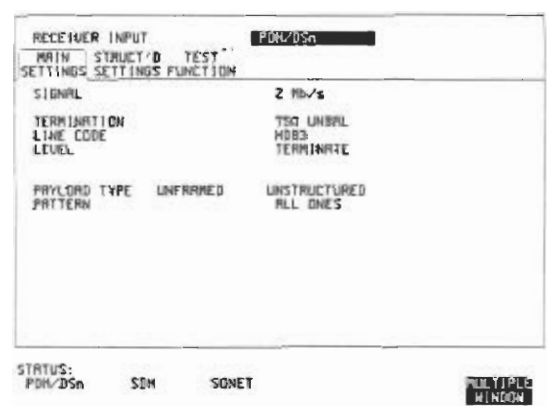 RECEIVER INPUT PDH/DSn
MAIN STRUCT'D TEST
SETTINGS SETTINGS FUNCTION
SIGNAL 2 Mb/s
TERMINATION 75Ω UNBAL
LINE CODE HDB3
LEVEL TERMINATE
PAYLOAD TYPE UNFRAMED UNSTRUCTURED
PATTERN ALL ONES
STATUS:
PDH/DSn SDH SONET MULTIPLE
WINDOW